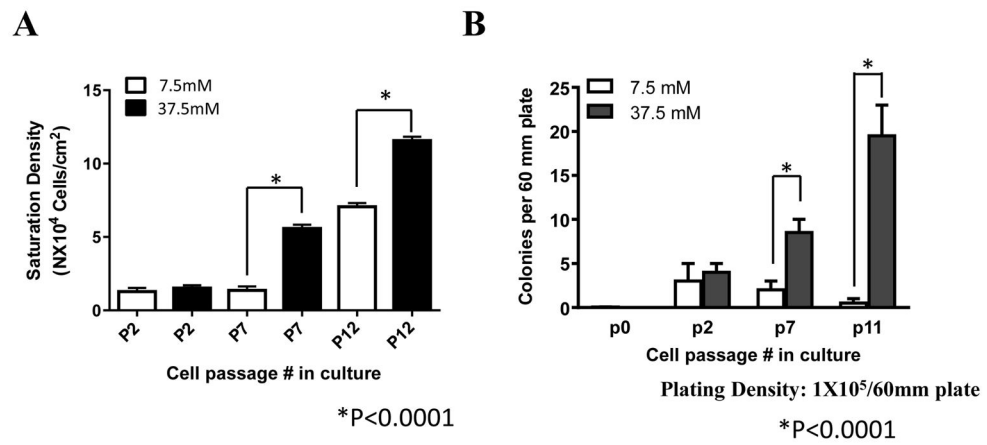 A
7.5mM
37.5mM
Saturation Density
(NX10⁴ Cells/cm²)
15
10
5
0
*
*
P2
P2
P7
P7
P12
P12
Cell passage # in culture
*P<0.0001
B
7.5 mM
37.5 mM
Colonies per 60 mm plate
25
20
15
10
5
0
*
*
p0
p2
p7
p11
Cell passage # in culture
Plating Density: 1X10⁵/60mm plate
*P<0.0001